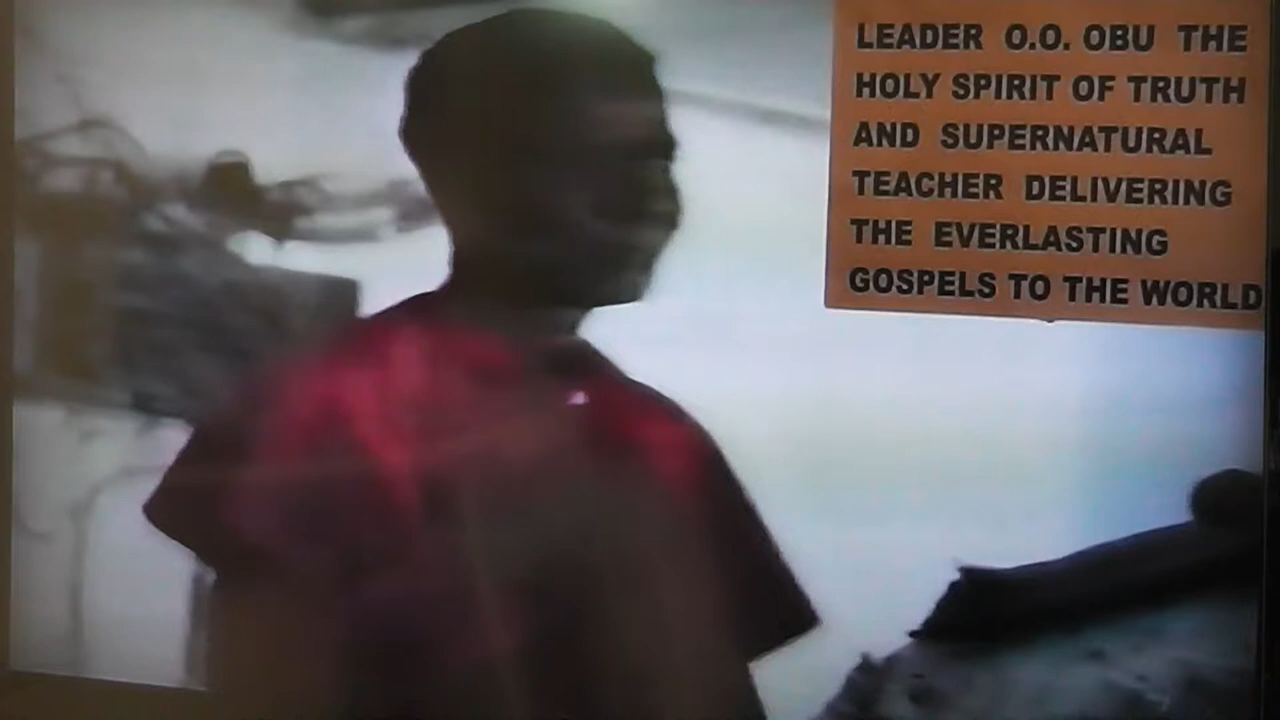 LEADER O.O. OBU THE
HOLY SPIRIT OF TRUTH
AND SUPERNATURAL
TEACHER DELIVERING
THE EVERLASTING
GOSPELS TO THE WORLD